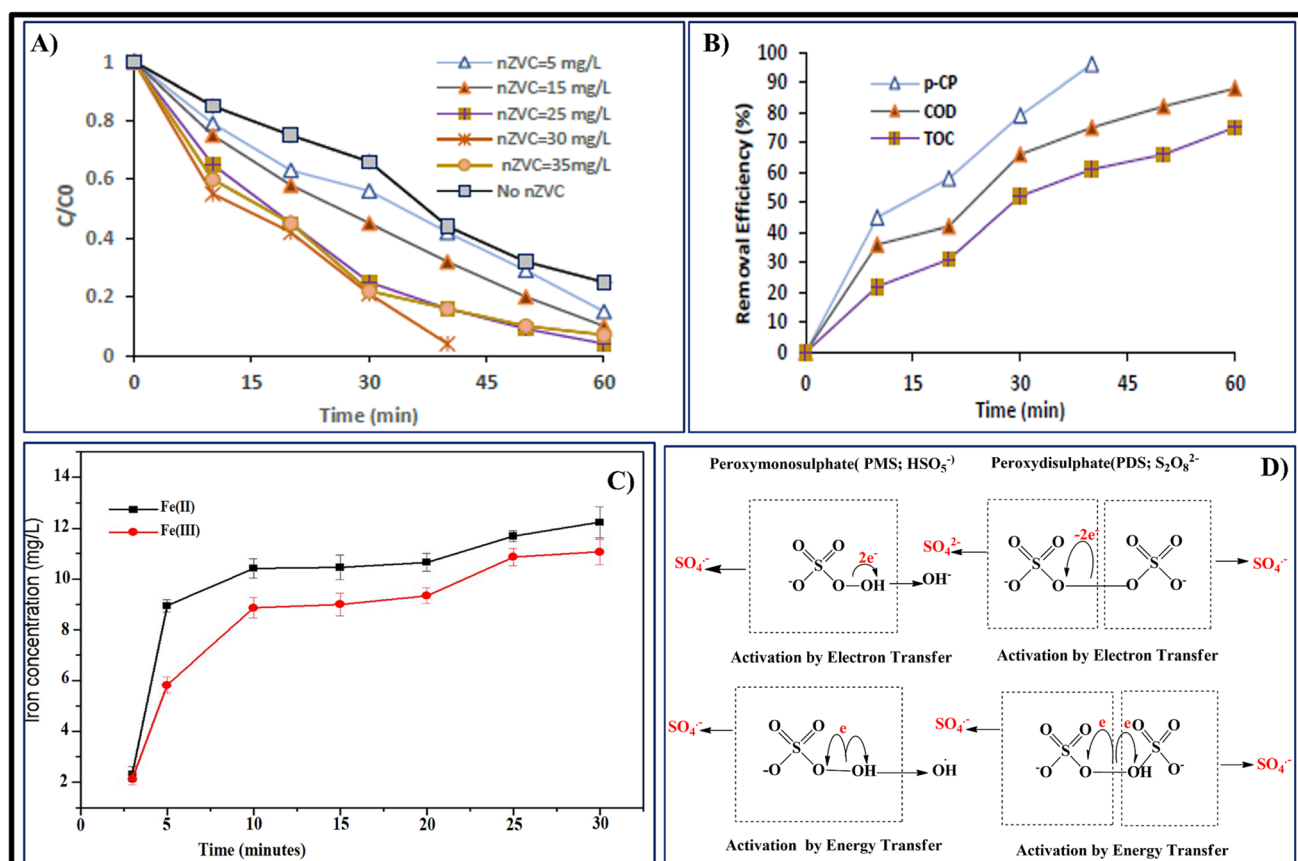 A)
nZVC=5 mg/L
nZVC=15 mg/L
nZVC=25 mg/L
nZVC=30 mg/L
nZVC=35mg/L
No nZVC
1
0.8
0.6
0.4
0.2
0
C/C0
0 15 30 45 60
Time (min)
B)
p-CP
COD
TOC
100
90
80
70
60
50
40
30
20
10
0
Removal Efficiency (%)
0 15 30 45 60
Time (min)
C)
Fe(II)
Fe(III)
14
12
10
8
6
4
2
Iron concentration (mg/L)
0 5 10 15 20 25 30
Time (minutes)
D)
Peroxymonosulphate( PMS; HSO₅⁻)
Peroxydisulphate(PDS; S₂O₈²⁻
SO₄·⁻
O O
S
⁻O O OH
2e⁻
OH⁻
Activation by Electron Transfer
SO₄²⁻
O O
S
⁻O O
-2e⁻
O O
S
O O⁻
SO₄·⁻
Activation by Electron Transfer
SO₄·⁻
O O
S
-O O OH
e
ȮH
Activation by Energy Transfer
SO₄·⁻
O O
S
⁻O O
e e
O O
S
OH O⁻
SO₄·⁻
Activation by Energy Transfer